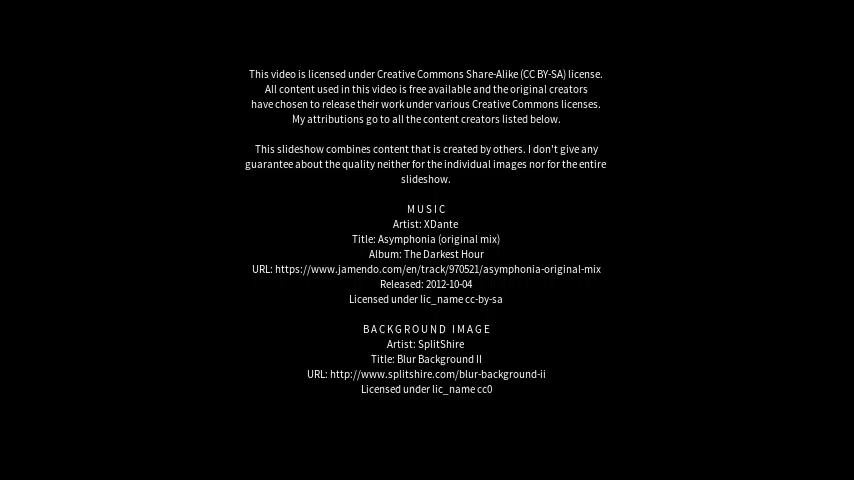 This video is licensed under Creative Commons Share-Alike (CC BY-SA) license.
All content used in this video is free available and the original creators
have chosen to release their work under various Creative Commons licenses.
My attributions go to all the content creators listed below.
This slideshow combines content that is created by others. I don't give any
guarantee about the quality neither for the individual images nor for the entire
slideshow.
MUSIC
Artist: XDante
Title: Asymphonia (original mix)
Album: The Darkest Hour
URL: https://www.jamendo.com/en/track/970521/asymphonia-original-mix
Released: 2012-10-04
Licensed under lic_name cc-by-sa
BACKGROUND IMAGE
Artist: SplitShire
Title: Blur Background II
URL: http://www.splitshire.com/blur-background-ii
Licensed under lic_name cc0